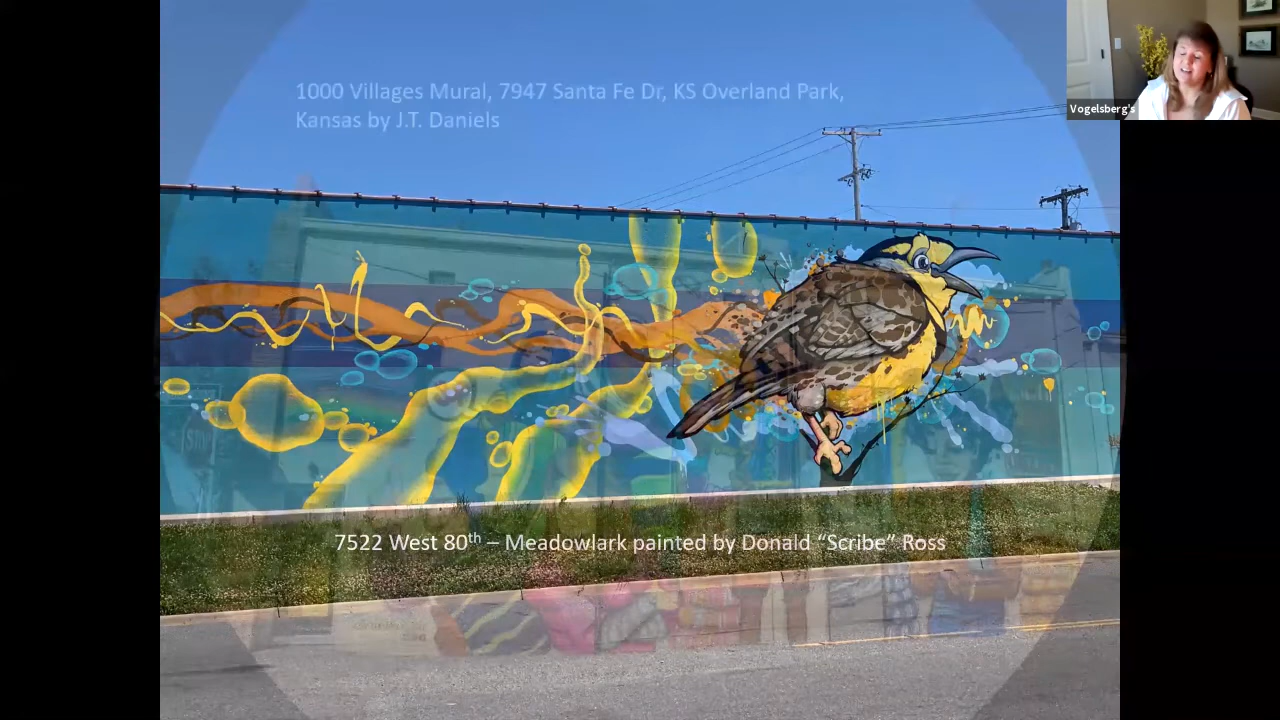 1000 Villages Mural, 7947 Santa Fe Dr, KS Overland Park,
Kansas by J.T. Daniels
Vogelsberg's
7522 West 80th – Meadowlark painted by Donald “Scribe” Ross